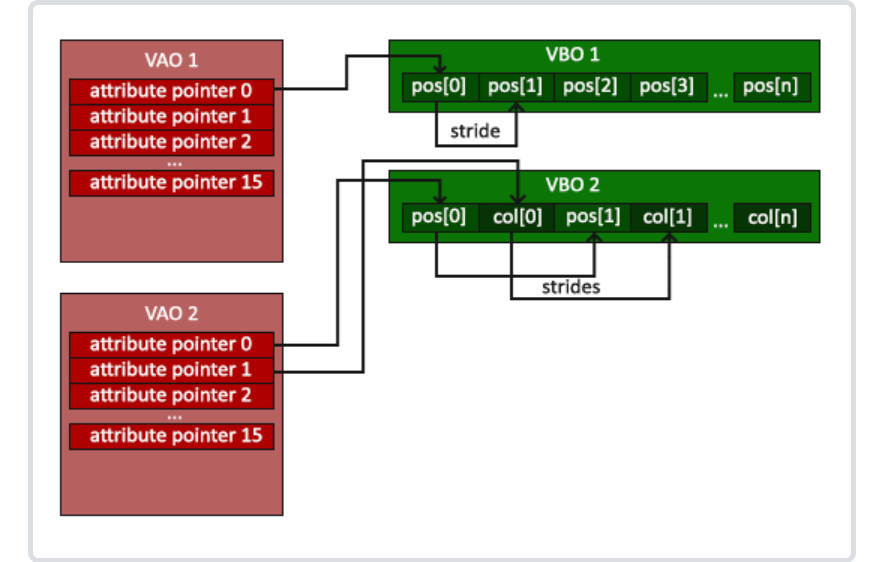 VAO 1
attribute pointer 0
attribute pointer 1
attribute pointer 2
...
attribute pointer 15
VBO 1
pos[0] pos[1] pos[2] pos[3] ... pos[n]
stride
VBO 2
pos[0] col[0] pos[1] col[1] ... col[n]
strides
VAO 2
attribute pointer 0
attribute pointer 1
attribute pointer 2
...
attribute pointer 15